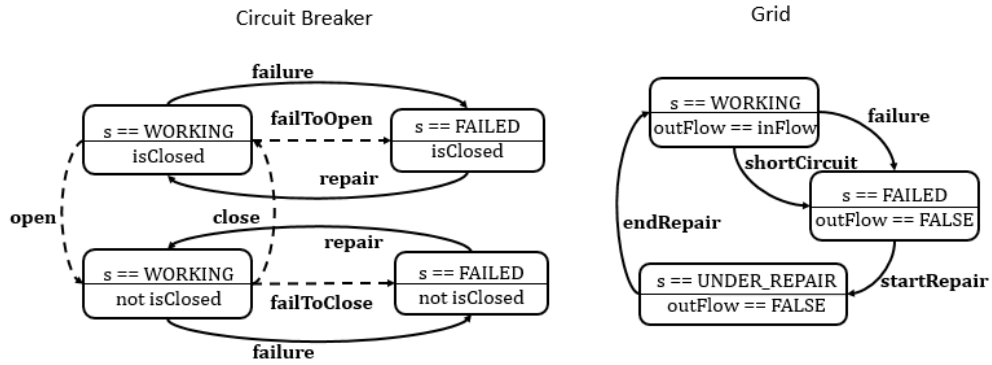 Circuit Breaker
failure
s == WORKING
isClosed
failToOpen
s == FAILED
isClosed
repair
open
close
repair
s == WORKING
not isClosed
failToClose
s == FAILED
not isClosed
failure
Grid
s == WORKING
outFlow == inFlow
failure
shortCircuit
s == FAILED
outFlow == FALSE
endRepair
startRepair
s == UNDER_REPAIR
outFlow == FALSE